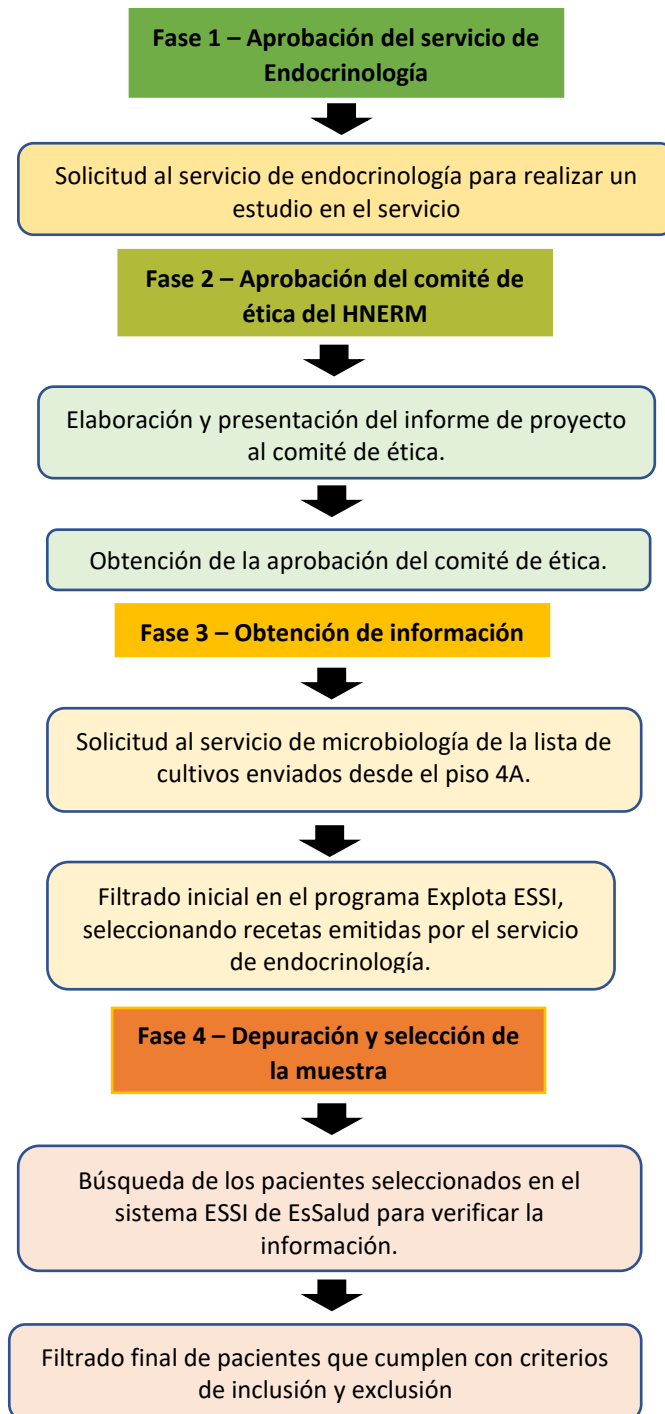 Fase 1 – Aprobación del servicio de
Endocrinología
Solicitud al servicio de endocrinología para realizar un
estudio en el servicio
Fase 2 – Aprobación del comité de
ética del HNERM
Elaboración y presentación del informe de proyecto
al comité de ética.
Obtención de la aprobación del comité de ética.
Fase 3 – Obtención de información
Solicitud al servicio de microbiología de la lista de
cultivos enviados desde el piso 4A.
Filtrado inicial en el programa Explota ESSI,
seleccionando recetas emitidas por el servicio
de endocrinología.
Fase 4 – Depuración y selección de
la muestra
Búsqueda de los pacientes seleccionados en el
sistema ESSI de EsSalud para verificar la
información.
Filtrado final de pacientes que cumplen con criterios
de inclusión y exclusión